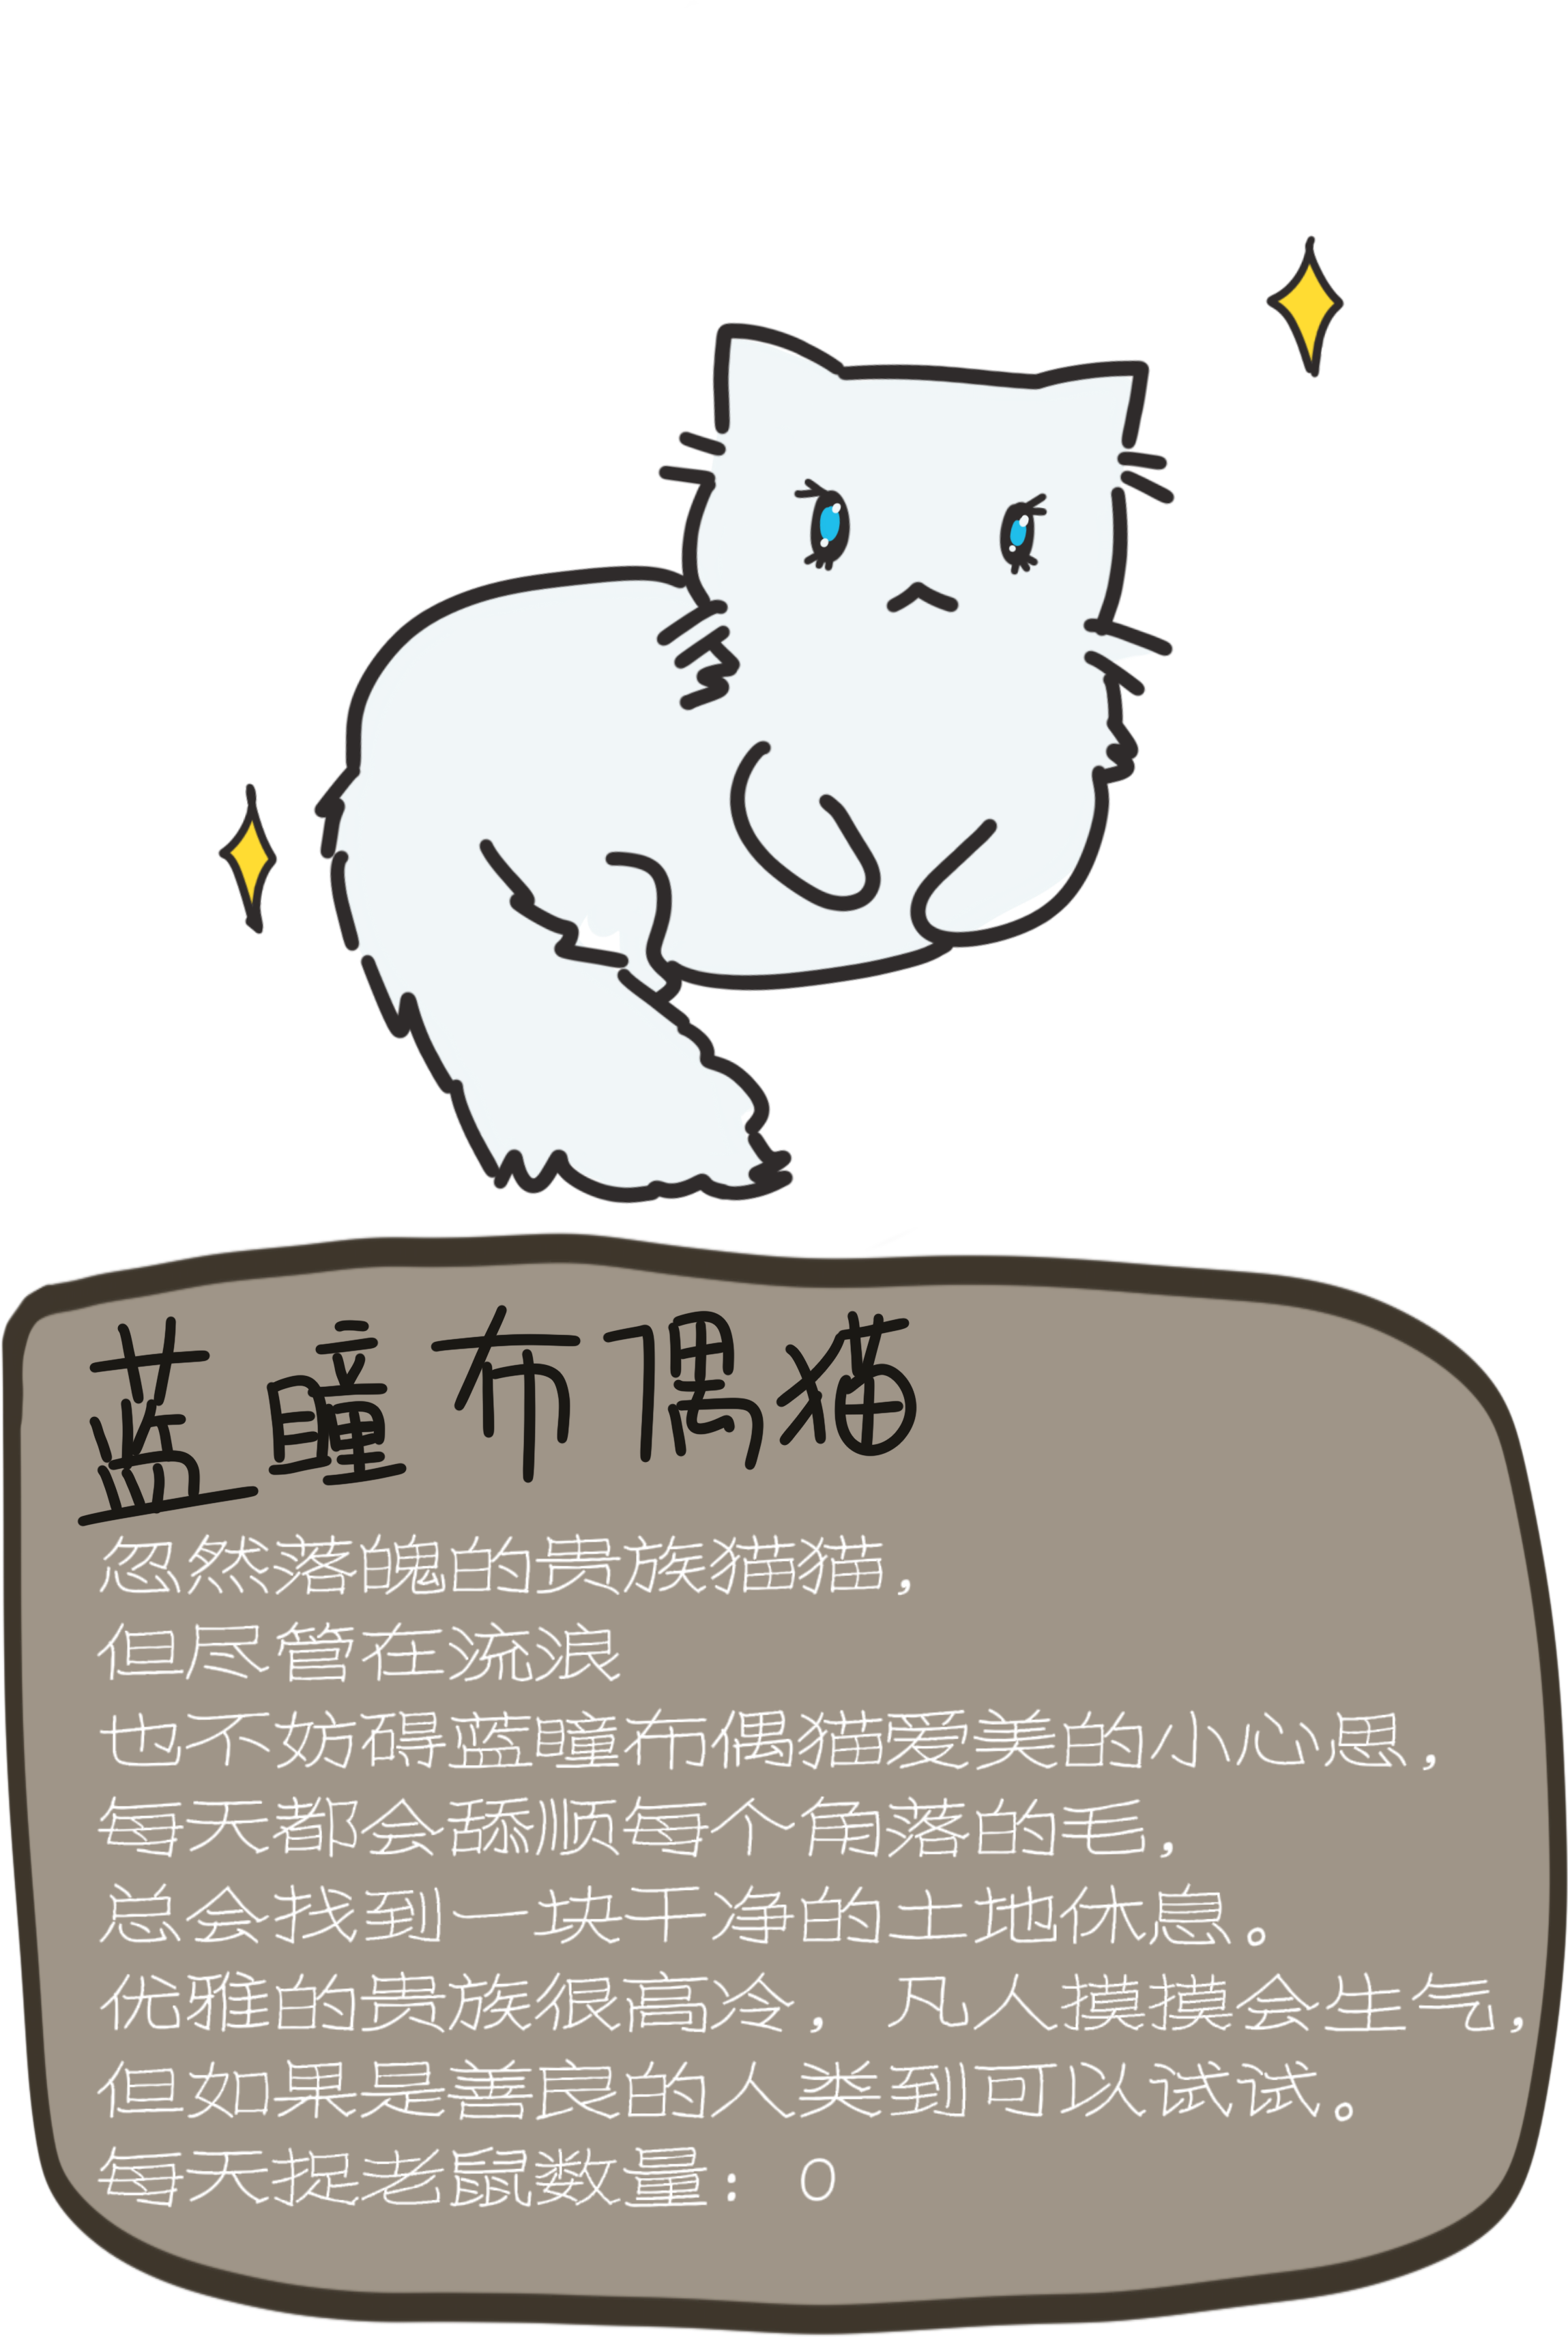 蓝瞳布偶猫
忽然落魄的贵族猫猫，
但尽管在流浪
也不妨碍蓝瞳布偶猫爱美的小心思，
每天都会舔顺每个角落的毛，
总会找到一块干净的土地休息。
优雅的贵族很高冷，凡人摸摸会生气，
但如果是善良的人类到可以试试。
每天捉老鼠数量：0